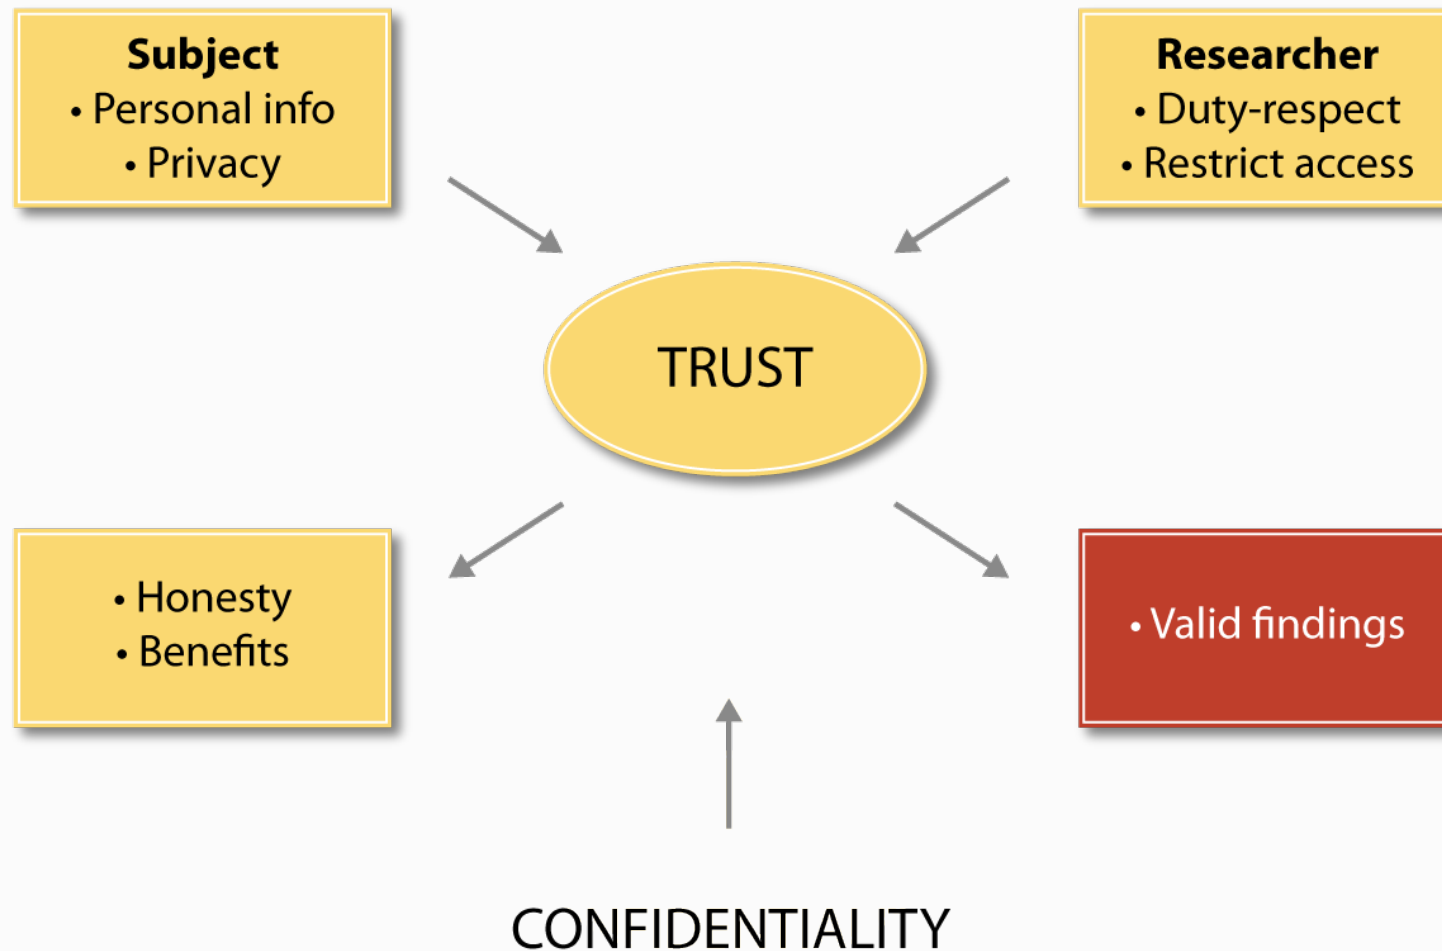 Subject
• Personal info
• Privacy
Researcher
• Duty-respect
• Restrict access
TRUST
• Honesty
• Benefits
• Valid findings
CONFIDENTIALITY